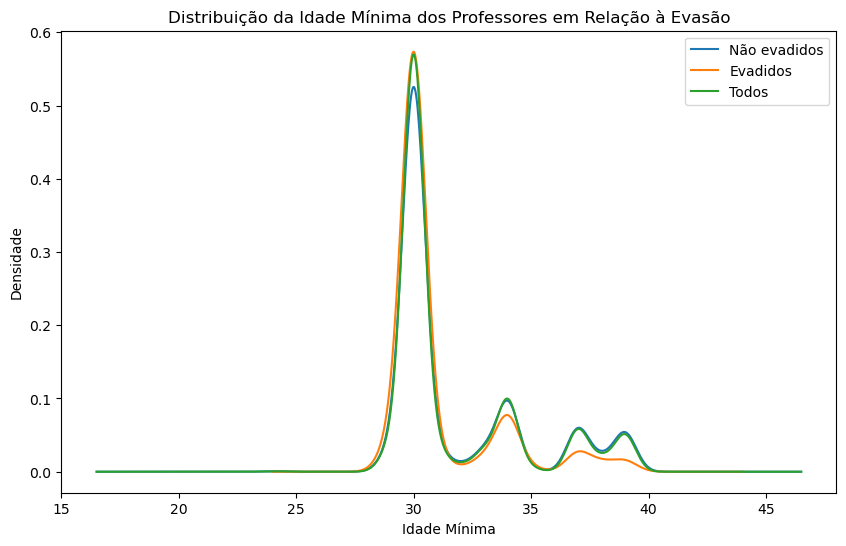 Distribuição da Idade Mínima dos Professores em Relação à Evasão
0.6
0.5
0.4
0.3
0.2
0.1
0.0
Densidade
Não evadidos
Evadidos
Todos
15 20 25 30 35 40 45
Idade Mínima